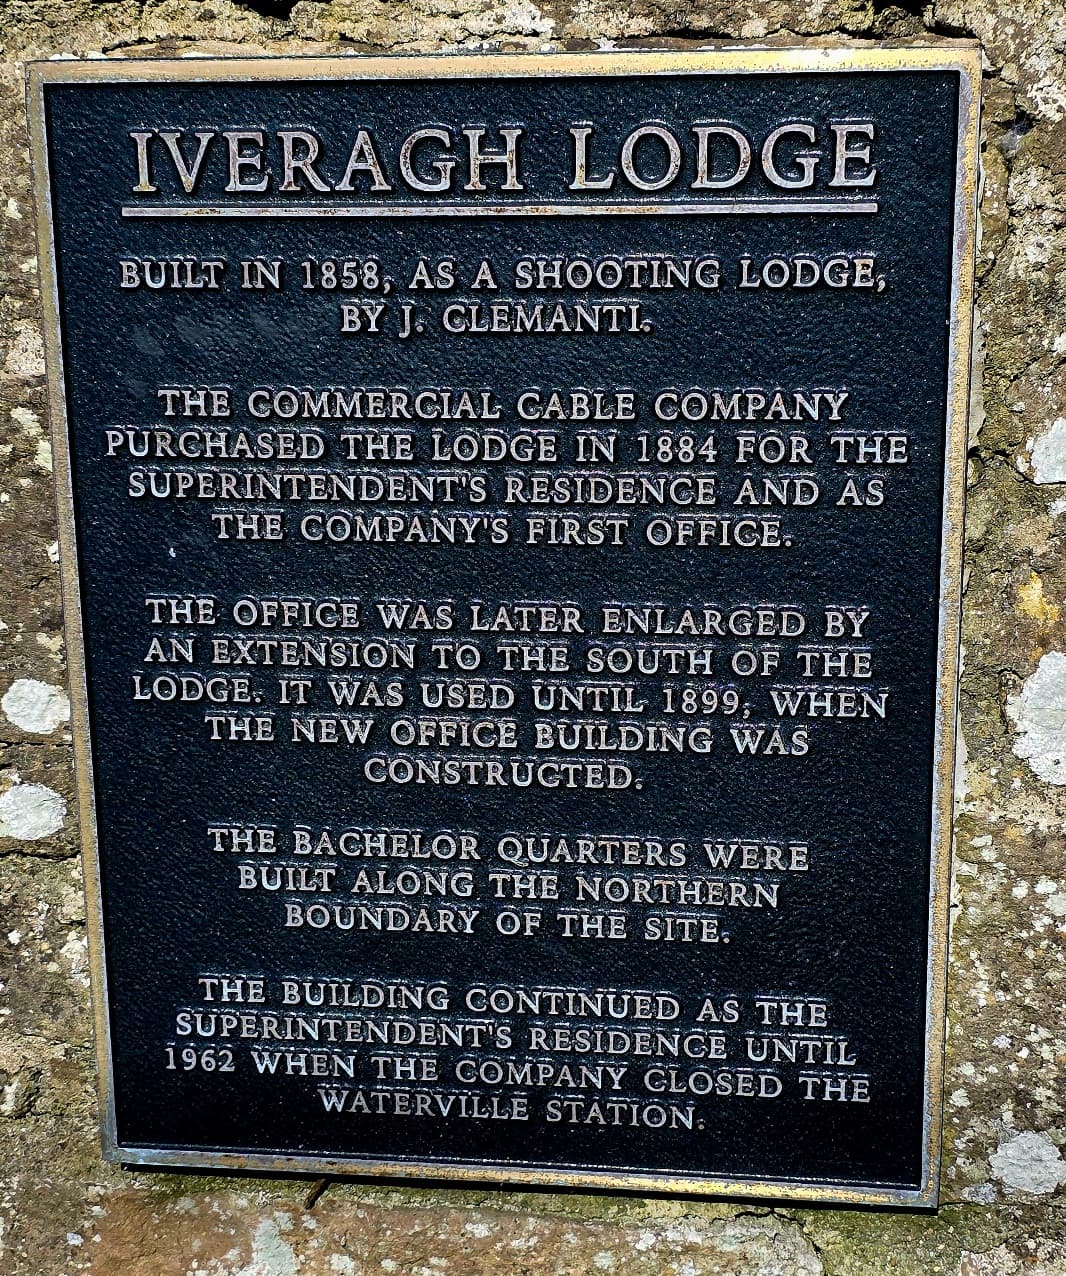 IVERAGH LODGE
BUILT IN 1858, AS A SHOOTING LODGE,
BY J. CLEMANTI.
THE COMMERCIAL CABLE COMPANY
PURCHASED THE LODGE IN 1884 FOR THE
SUPERINTENDENT'S RESIDENCE AND AS
THE COMPANY'S FIRST OFFICE.
THE OFFICE WAS LATER ENLARGED BY
AN EXTENSION TO THE SOUTH OF THE
LODGE. IT WAS USED UNTIL 1899, WHEN
THE NEW OFFICE BUILDING WAS
CONSTRUCTED.
THE BACHELOR QUARTERS WERE
BUILT ALONG THE NORTHERN
BOUNDARY OF THE SITE.
THE BUILDING CONTINUED AS THE
SUPERINTENDENT'S RESIDENCE UNTIL
1962 WHEN THE COMPANY CLOSED THE
WATERVILLE STATION.